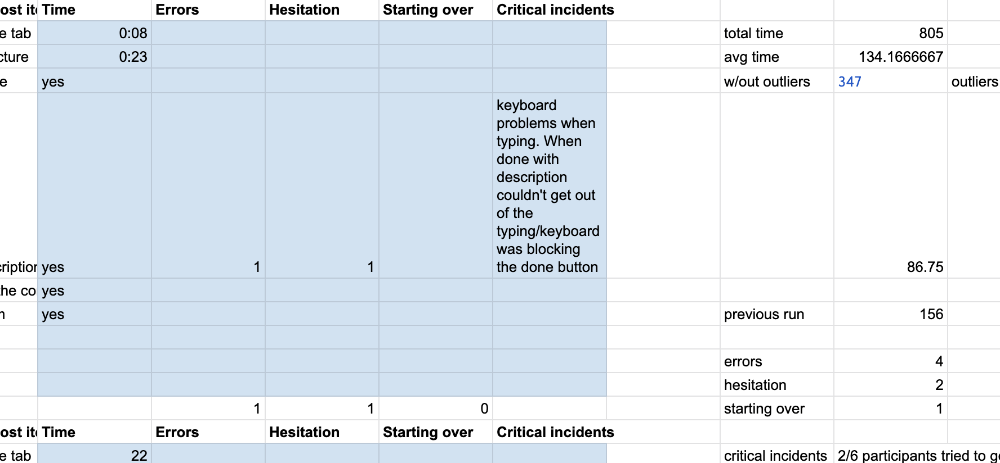 ost it Time Errors Hesitation Starting over Critical incidents
e tab 0:08 total time 805
cture 0:23 avg time 134.1666667
e yes w/out outliers 347 outliers
keyboard
problems when
typing. When
done with
description
couldn't get out
of the
typing/keyboard
was blocking
cription yes 1 1 the done button 86.75
the co yes
yes previous run 156
errors 4
hesitation 2
1 1 0 starting over 1
ost it Time Errors Hesitation Starting over Critical incidents
e tab 22 critical incidents 2/6 participants tried to g